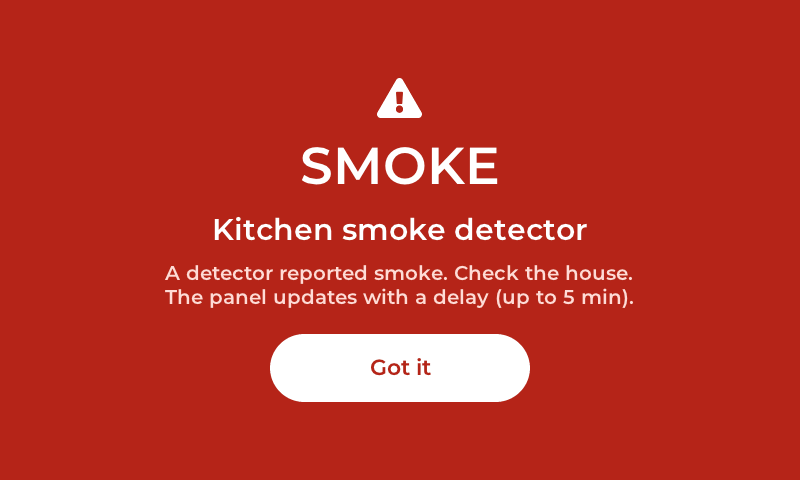 SMOKE
Kitchen smoke detector
A detector reported smoke. Check the house.
The panel updates with a delay (up to 5 min).
Got it